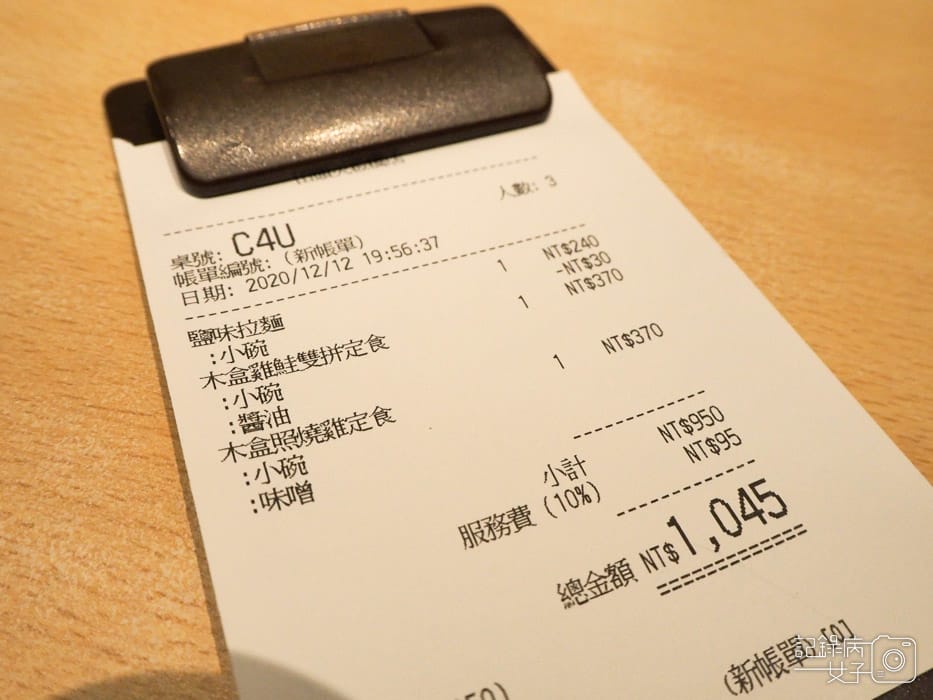 人數: 3
桌號: C4U
帳單編號: (新帳單)
日期: 2020/12/12 19:56:37
鹽味拉麵 1 NT$240
:小碗 -NT$30
木盒雞鮭雙拼定食 1 NT$370
:小碗
:醬油
木盒照燒雞定食 1 NT$370
:小碗
:味噌
小計 NT$950
服務費(10%) NT$95
總金額 NT$1,045
(新帳單) [0]
記錄病
女子